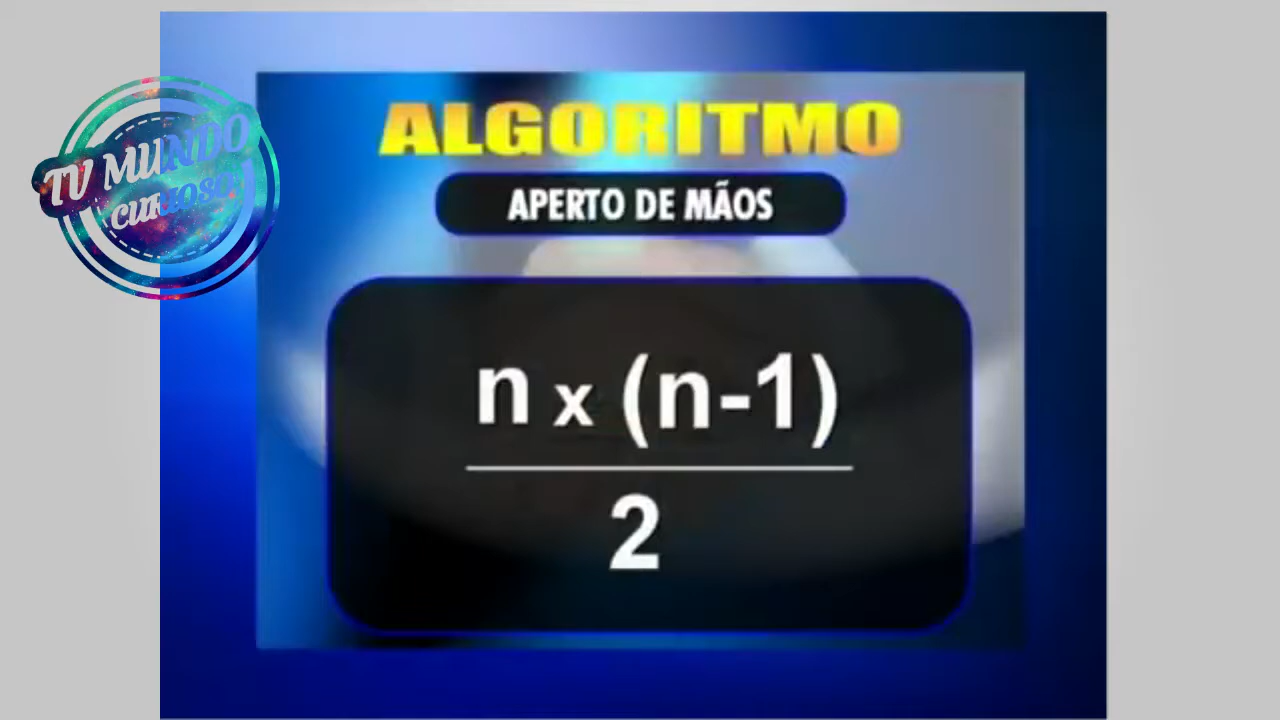 ALGORITMO
TV MUNDO
CURIOSO
APERTO DE MÃOS
n x (n-1)
2